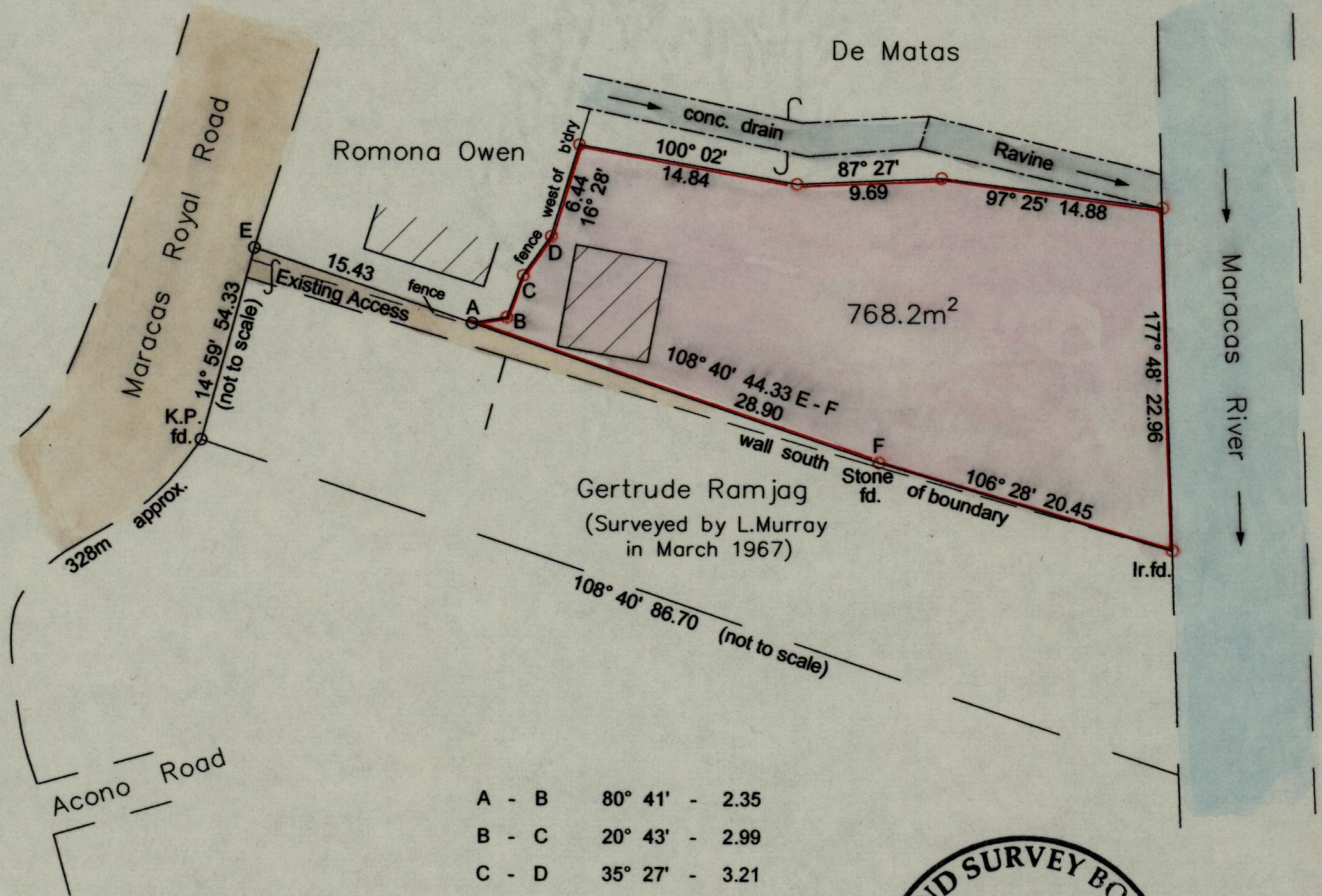 De Matas
Maracas Royal Road
Romona Owen
b'dry
conc. drain
Ravine
100° 02'
14.84
87° 27'
9.69
97° 25' 14.88
fence west of
6.44
16° 28'
E
15.43
fence
Existing Access
A
B
C
D
768.2m²
14° 59' 54.33
(not to scale)
K.P.
fd.
108° 40' 44.33 E - F
28.90
177° 48' 22.96
Maracas River
F
wall south of boundary
Stone
fd.
106° 28' 20.45
Ir.fd.
Gertrude Ramjag
(Surveyed by L.Murray
in March 1967)
328m approx.
108° 40' 86.70 (not to scale)
Acono Road
A - B 80° 41' - 2.35
B - C 20° 43' - 2.99
C - D 35° 27' - 3.21
SURVEY